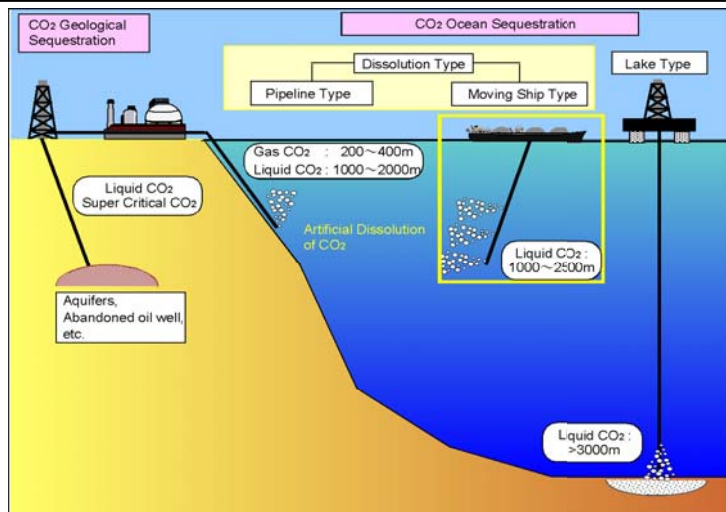 CO2 Geological
Sequestration
CO2 Ocean Sequestration
Dissolution Type
Pipeline Type
Moving Ship Type
Lake Type
Gas CO2 : 200～400m
Liquid CO2 : 1000～2000m
Liquid CO2
Super Critical CO2
Artificial Dissolution
of CO2
Liquid CO2 :
1000～2500m
Aquifers,
Abandoned oil well,
etc.
Liquid CO2 :
>3000m